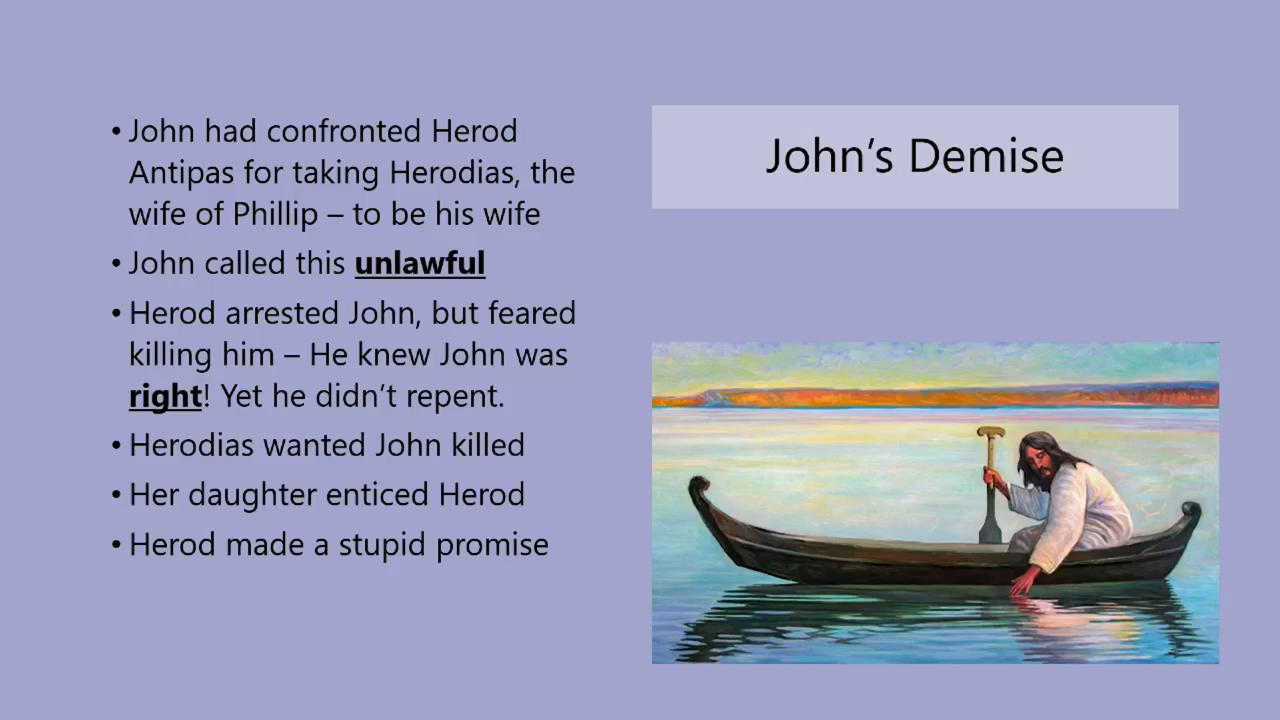 John's Demise
• John had confronted Herod
Antipas for taking Herodias, the
wife of Phillip – to be his wife
• John called this unlawful
• Herod arrested John, but feared
killing him – He knew John was
right! Yet he didn't repent.
• Herodias wanted John killed
• Her daughter enticed Herod
• Herod made a stupid promise